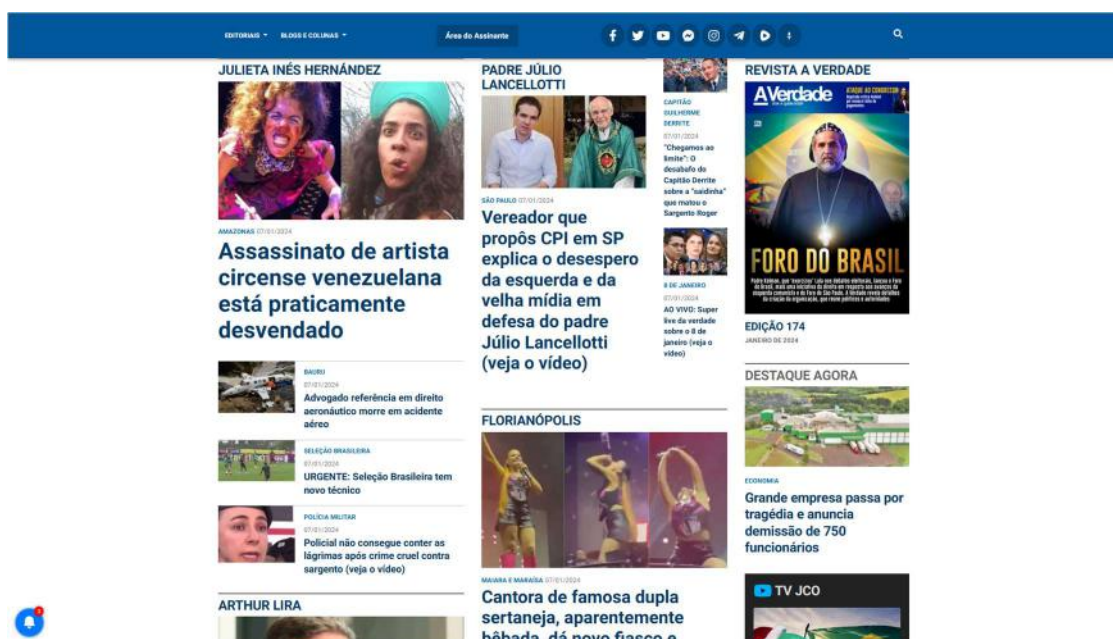 EDITORIAIS
BLOGS E COLUNAS
Área do Assinante
JULIETA INÉS HERNÁNDEZ
AMAZONAS 07/01/2024
Assassinato de artista
circense venezuelana
está praticamente
desvendado
BAURU
07/01/2024
Advogado referência em direito
aeronáutico morre em acidente
aéreo
SELEÇÃO BRASILEIRA
07/01/2024
URGENTE: Seleção Brasileira tem
novo técnico
POLÍCIA MILITAR
07/01/2024
Policial não consegue conter as
lágrimas após crime cruel contra
sargento (veja o vídeo)
ARTHUR LIRA
PADRE JÚLIO
LANCELLOTTI
SÃO PAULO 07/01/2024
Vereador que
propôs CPI em SP
explica o desespero
da esquerda e da
velha mídia em
defesa do padre
Júlio Lancellotti
(veja o vídeo)
CAPITÃO
GUILHERME
DERRITE
07/01/2024
"Chegamos ao
limite": O
desabafo do
Capitão Derrite
sobre a "saidinha"
que matou o
Sargento Roger
8 DE JANEIRO
07/01/2024
AO VIVO: Super
live da verdade
sobre o 8 de
janeiro (veja o
vídeo)
FLORIANÓPOLIS
MAIARA E MARAÍSA 07/01/2024
Cantora de famosa dupla
sertaneja, aparentemente
bêbada, dá novo fiasco e
REVISTA A VERDADE
A Verdade
ATAQUE AO CONGRESSO
FORO DO BRASIL
EDIÇÃO 174
JANEIRO DE 2024
DESTAQUE AGORA
ECONOMIA
Grande empresa passa por
tragédia e anuncia
demissão de 750
funcionários
TV JCO